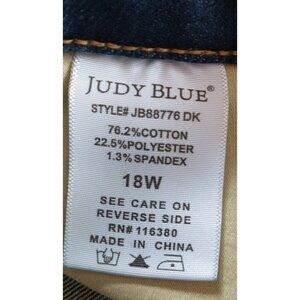 JUDY BLUE®
STYLE# JB88776 DK
76.2%COTTON
22.5%POLYESTER
1.3%SPANDEX
18W
SEE CARE ON
REVERSE SIDE
RN#116380
MADE IN CHINA